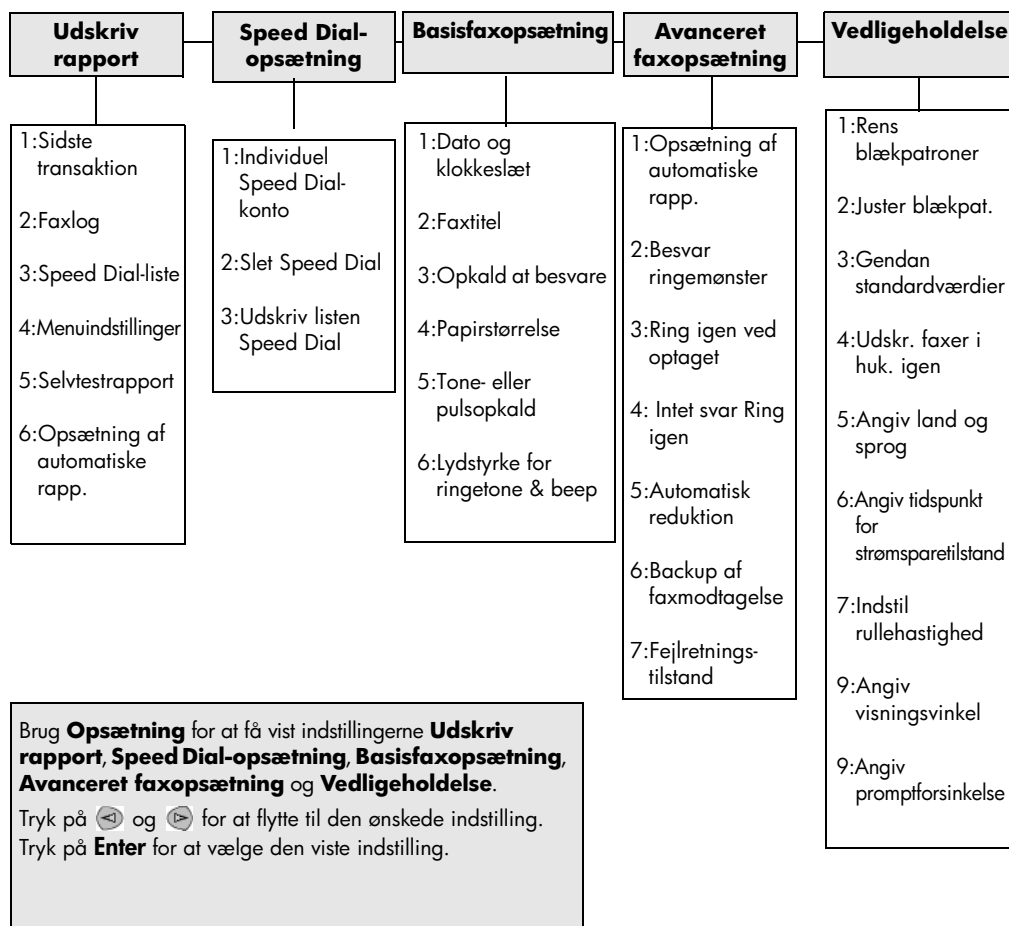 Udskriv
rapport
Speed Dial-
opsætning
Basisfaxopsætning
Avanceret
faxopsætning
Vedligeholdelse
1:Sidste
transaktion
2:Faxlog
3:Speed Dial-liste
4:Menuindstillinger
5:Selvtestrapport
6:Opsætning af
automatiske
rapp.
1:Individuel
Speed Dial-
konto
2:Slet Speed Dial
3:Udskriv listen
Speed Dial
1:Dato og
klokkeslæt
2:Faxtitel
3:Opkald at besvare
4:Papirstørrelse
5:Tone- eller
pulsopkald
6:Lydstyrke for
ringetone & beep
1:Opsætning af
automatiske
rapp.
2:Besvar
ringemønster
3:Ring igen ved
optaget
4: Intet svar Ring
igen
5:Automatisk
reduktion
6:Backup af
faxmodtagelse
7:Fejlretnings-
tilstand
1:Rens
blækpatroner
2:Juster blækpat.
3:Gendan
standardværdier
4:Udskr. faxer i
huk. igen
5:Angiv land og
sprog
6:Angiv tidspunkt
for
strømsparetilstand
7:Indstil
rullehastighed
9:Angiv
visningsvinkel
9:Angiv
promptforsinkelse
Brug Opsætning for at få vist indstillingerne Udskriv
rapport, Speed Dial-opsætning, Basisfaxopsætning,
Avanceret faxopsætning og Vedligeholdelse.
Tryk på og for at flytte til den ønskede indstilling.
Tryk på Enter for at vælge den viste indstilling.